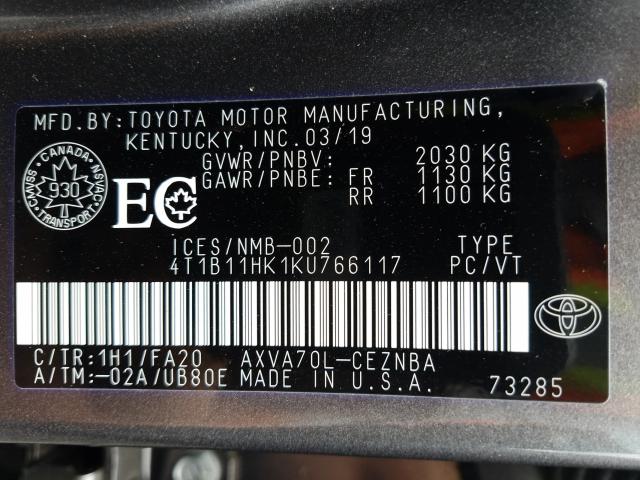 MFD.BY:TOYOTA MOTOR MANUFACTURING,
KENTUCKY,INC.03/19
GVWR/PNBV: 2030 KG
GAWR/PNBE: FR 1130 KG
RR 1100 KG
CANADA
CMVSS
930
NSVAC
TRANSPORT
EC
ICES/NMB-002 TYPE
4T1B11HK1KU766117 PC/VT
C/TR:1H1/FA20 AXVA70L-CEZNBA
A/TM:-02A/UB80E MADE IN U.S.A. 73285